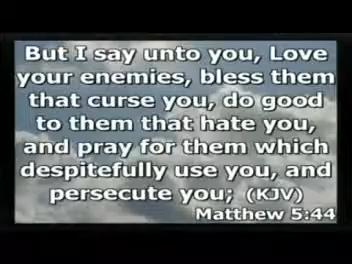 But I say unto you, Love
your enemies, bless them
that curse you, do good
to them that hate you,
and pray for them which
despitefully use you, and
persecute you; (KJV)
Matthew 5:44